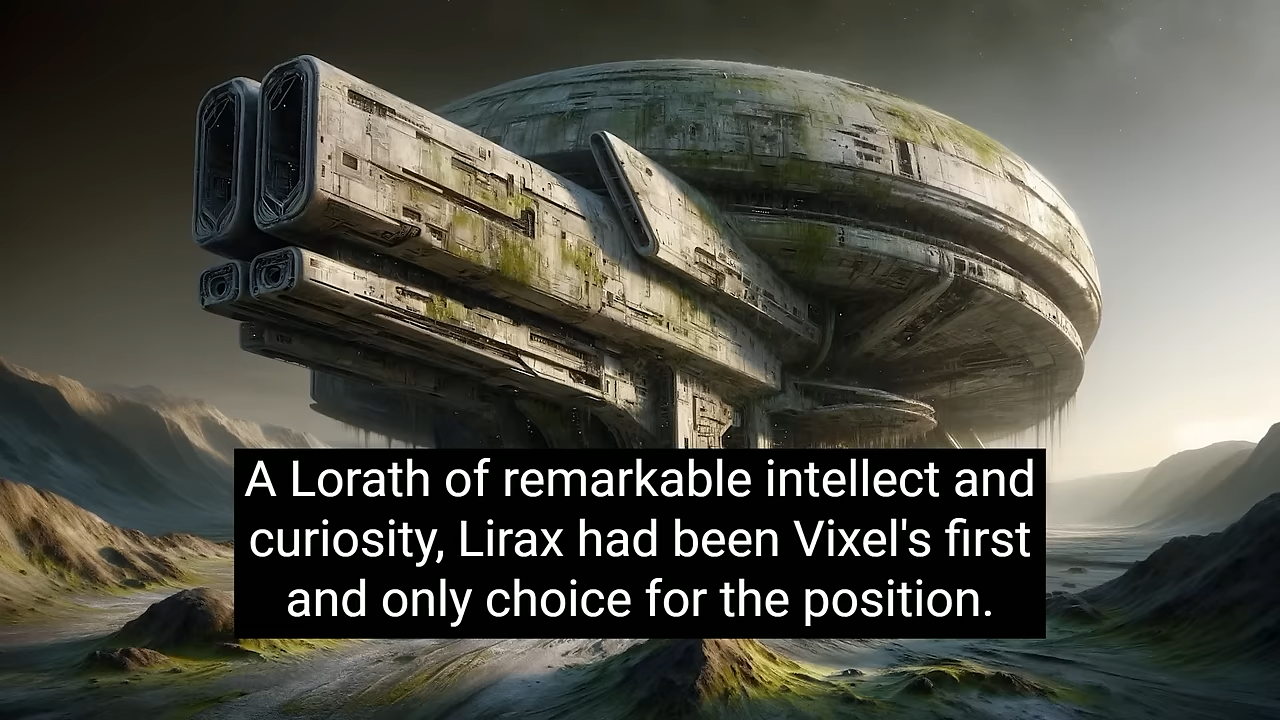 A Lorath of remarkable intellect and
curiosity, Lirax had been Vixel's first
and only choice for the position.